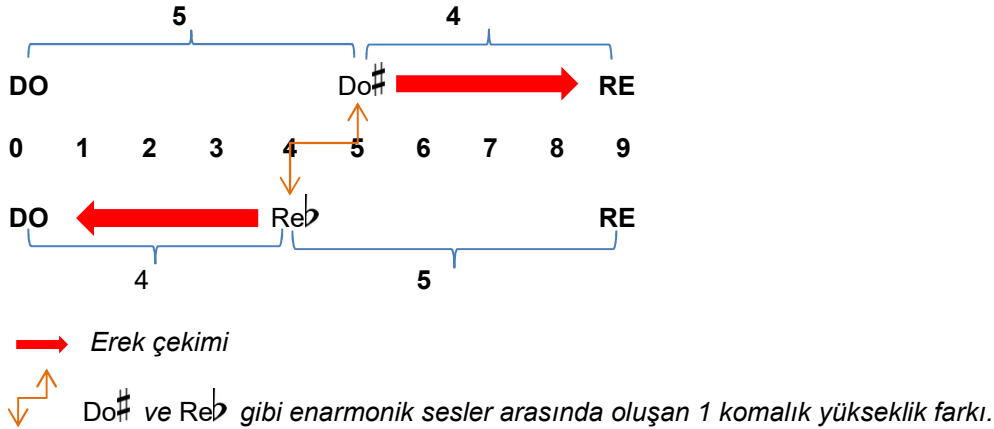 5 4
DO Do♯ RE
0 1 2 3 4 5 6 7 8 9
DO Re♭ RE
4 5
Erek çekimi
Do♯ ve Re♭ gibi enarmonik sesler arasında oluşan 1 komalık yükseklik farkı.